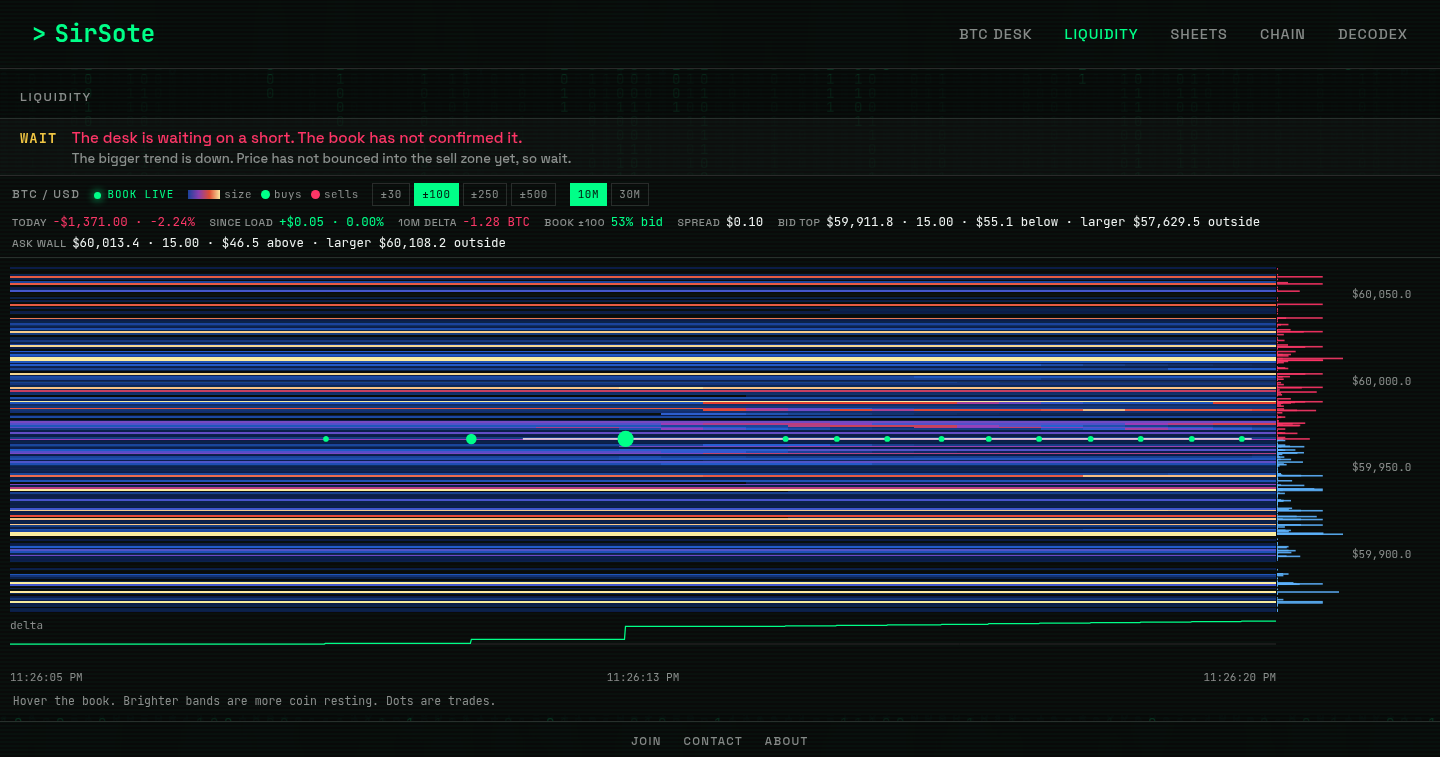 > SirSote
BTC DESK LIQUIDITY SHEETS CHAIN DECODEX
LIQUIDITY
WAIT The desk is waiting on a short. The book has not confirmed it.
The bigger trend is down. Price has not bounced into the sell zone yet, so wait.
BTC / USD BOOK LIVE size buys sells ±30 ±100 ±250 ±500 10M 30M
TODAY -$1,371.00 · -2.24% SINCE LOAD +$0.05 · 0.00% 10M DELTA -1.28 BTC BOOK ±100 53% bid SPREAD $0.10 BID TOP $59,911.8 · 15.00 · $55.1 below · larger $57,629.5 outside
ASK WALL $60,013.4 · 15.00 · $46.5 above · larger $60,108.2 outside
$60,050.0
$60,000.0
$59,950.0
$59,900.0
delta
11:26:05 PM 11:26:13 PM 11:26:20 PM
Hover the book. Brighter bands are more coin resting. Dots are trades.
JOIN CONTACT ABOUT